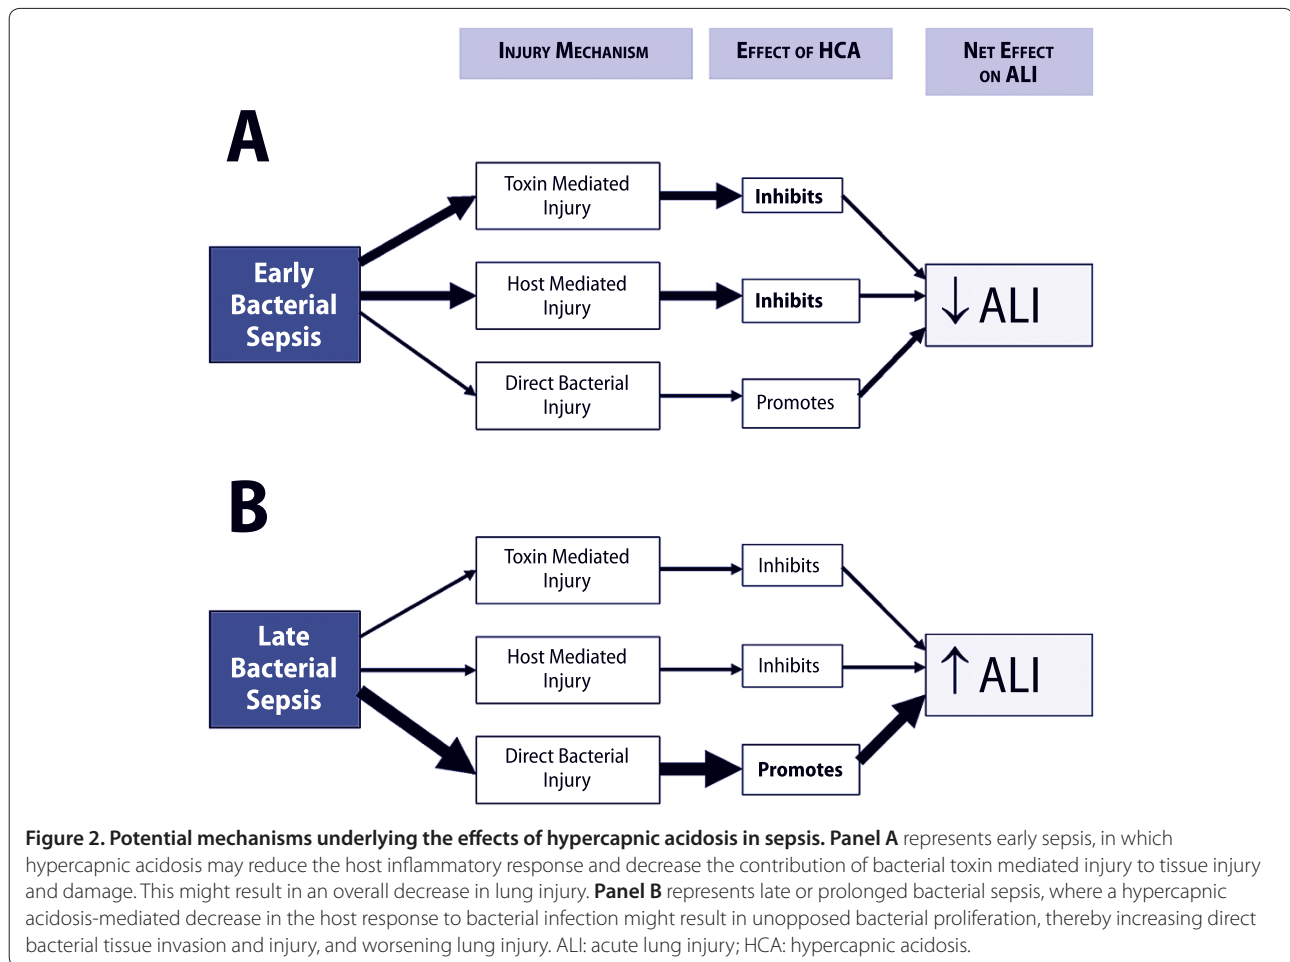 INJURY MECHANISM
EFFECT OF HCA
NET EFFECT
ON ALI
A
Early
Bacterial
Sepsis
Toxin Mediated
Injury
Inhibits
Host Mediated
Injury
Inhibits
Direct Bacterial
Injury
Promotes
↓ ALI
B
Late
Bacterial
Sepsis
Toxin Mediated
Injury
Inhibits
Host Mediated
Injury
Inhibits
Direct Bacterial
Injury
Promotes
↑ ALI
Figure 2. Potential mechanisms underlying the effects of hypercapnic acidosis in sepsis. Panel A represents early sepsis, in which
hypercapnic acidosis may reduce the host inflammatory response and decrease the contribution of bacterial toxin mediated injury to tissue injury
and damage. This might result in an overall decrease in lung injury. Panel B represents late or prolonged bacterial sepsis, where a hypercapnic
acidosis-mediated decrease in the host response to bacterial infection might result in unopposed bacterial proliferation, thereby increasing direct
bacterial tissue invasion and injury, and worsening lung injury. ALI: acute lung injury; HCA: hypercapnic acidosis.